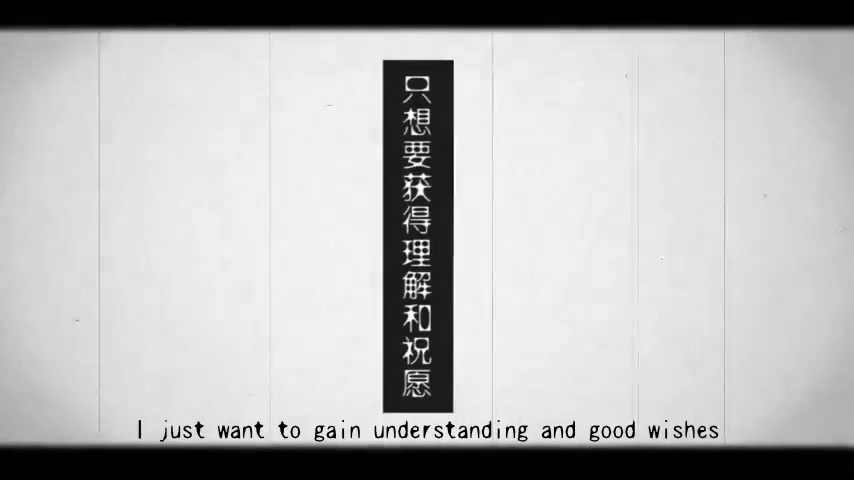 只想要获得理解和祝愿
I just want to gain understanding and good wishes